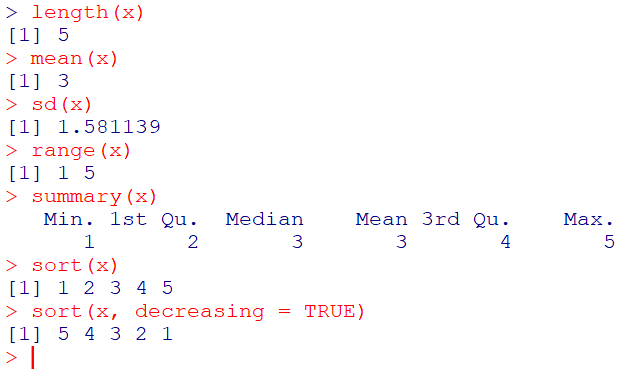 > length(x)
[1] 5
> mean(x)
[1] 3
> sd(x)
[1] 1.581139
> range(x)
[1] 1 5
> summary(x)
   Min. 1st Qu.  Median    Mean 3rd Qu.    Max.
      1       2       3       3       4       5
> sort(x)
[1] 1 2 3 4 5
> sort(x, decreasing = TRUE)
[1] 5 4 3 2 1
>